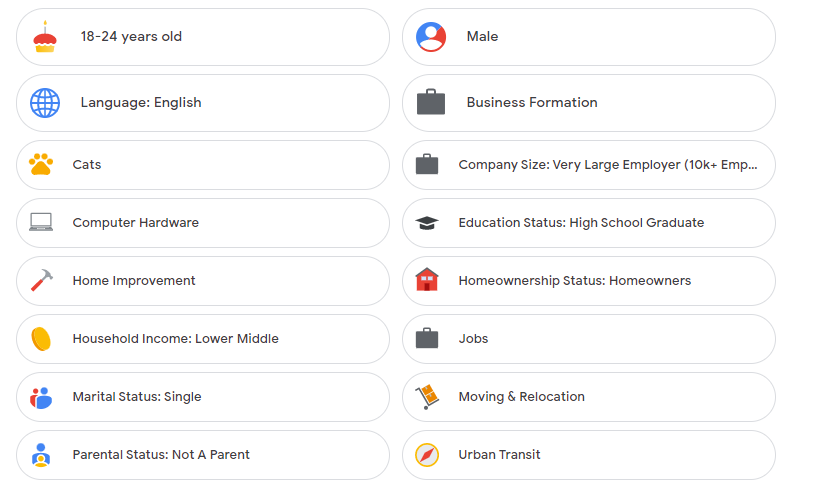 18-24 years old
Male
Language: English
Business Formation
Cats
Company Size: Very Large Employer (10k+ Emp...
Computer Hardware
Education Status: High School Graduate
Home Improvement
Homeownership Status: Homeowners
Household Income: Lower Middle
Jobs
Marital Status: Single
Moving & Relocation
Parental Status: Not A Parent
Urban Transit